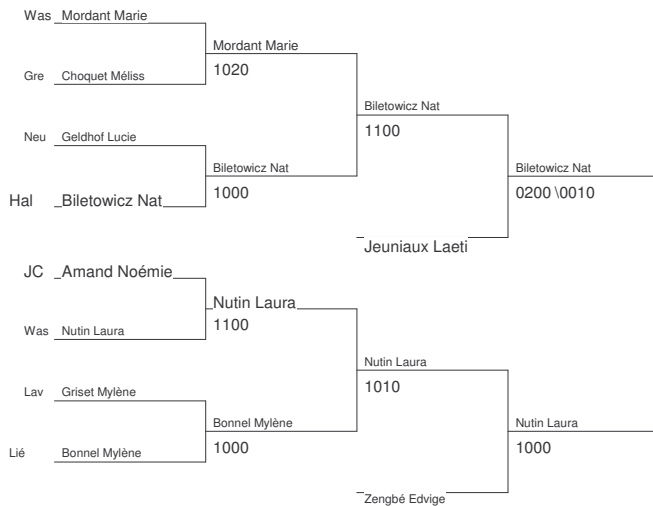 Was Mordant Marie
Mordant Marie
1020
Gre Choquet Méliss
Biletowicz Nat
1100
Neu Geldhof Lucie
Biletowicz Nat
1000
Biletowicz Nat
0200 \0010
Hal Biletowicz Nat
Jeuniaux Laeti
JC Amand Noémie
Nutin Laura
1100
Was Nutin Laura
Nutin Laura
1010
Lav Griset Mylène
Bonnel Mylène
1000
Nutin Laura
1000
Lié Bonnel Mylène
Zengbé Edvige